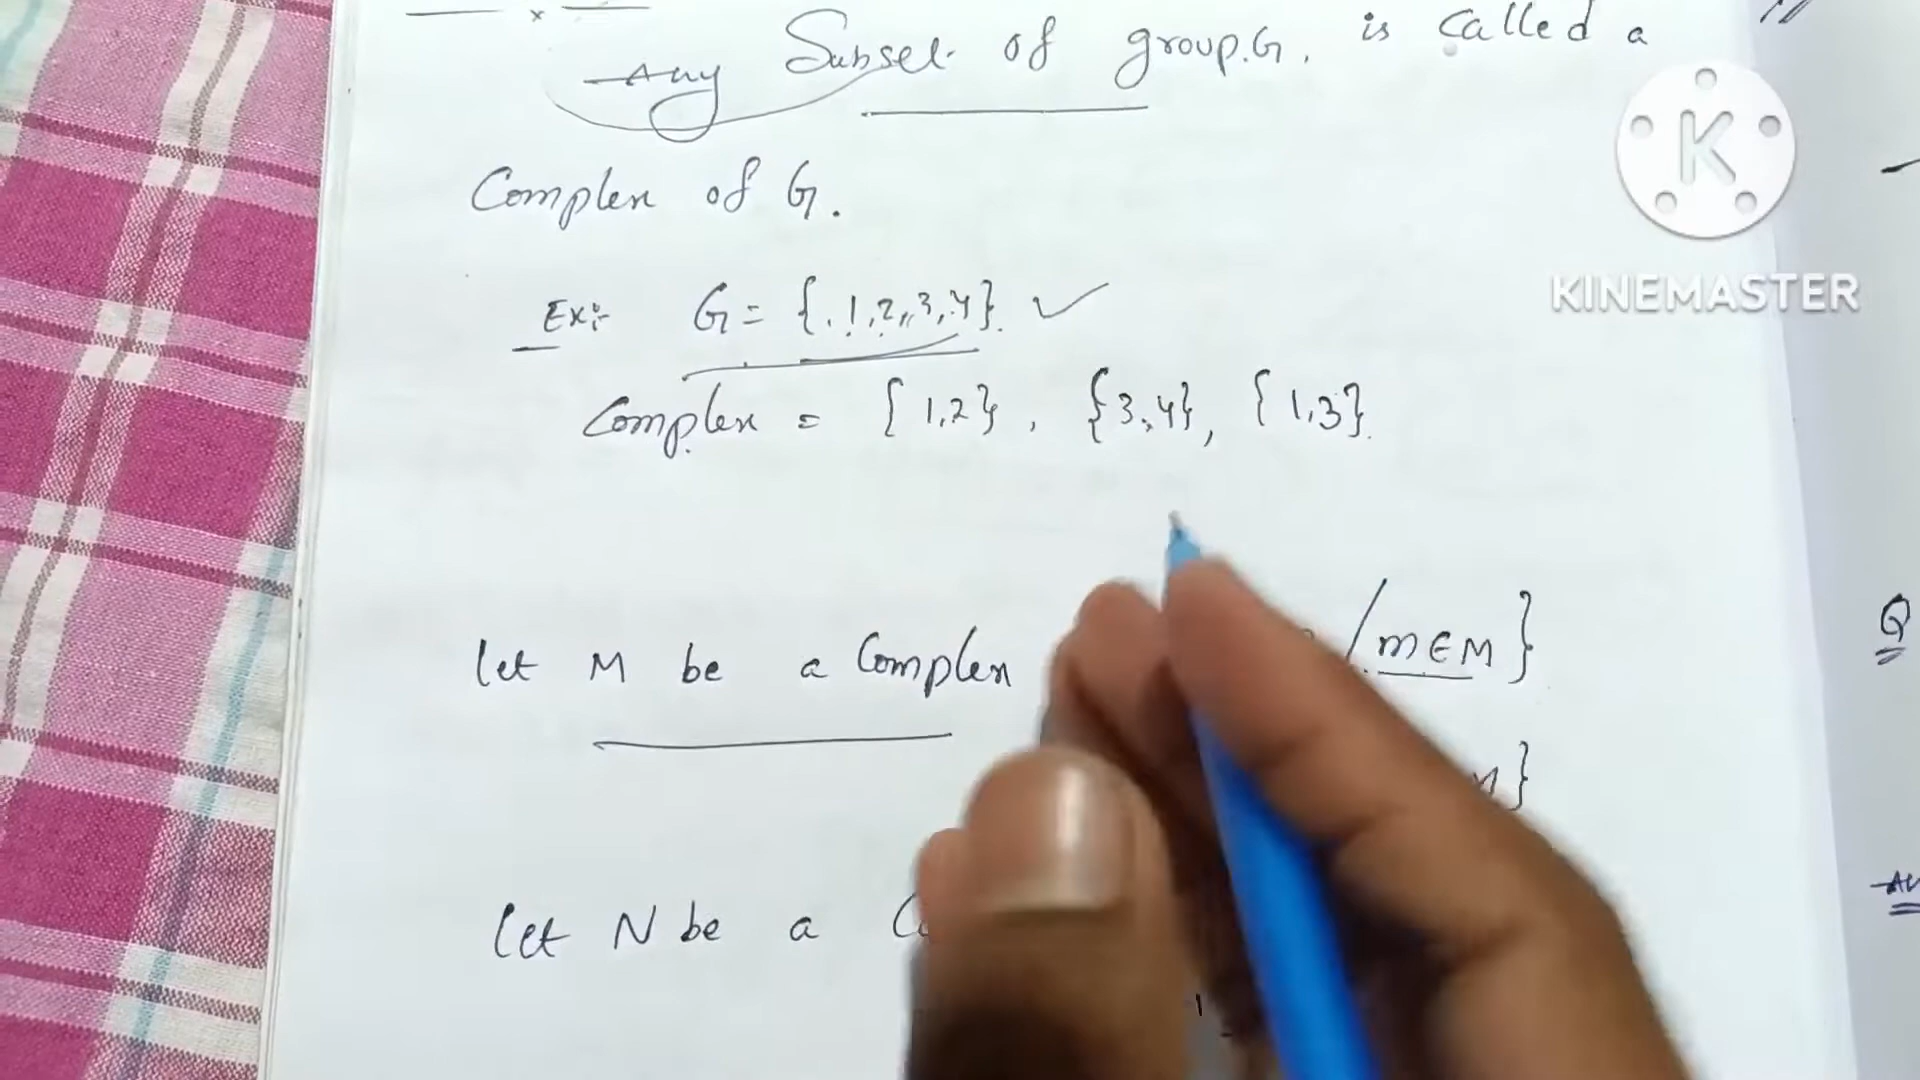 Any Subset of group.G. is called a
Complex of G.
Ex:- G = {.1,2,3,4}.
Complex = {1,2}, {3,4}, {1,3}.
let M be a Complex /m∈M}
let N be a
K
KINEMASTER
Q